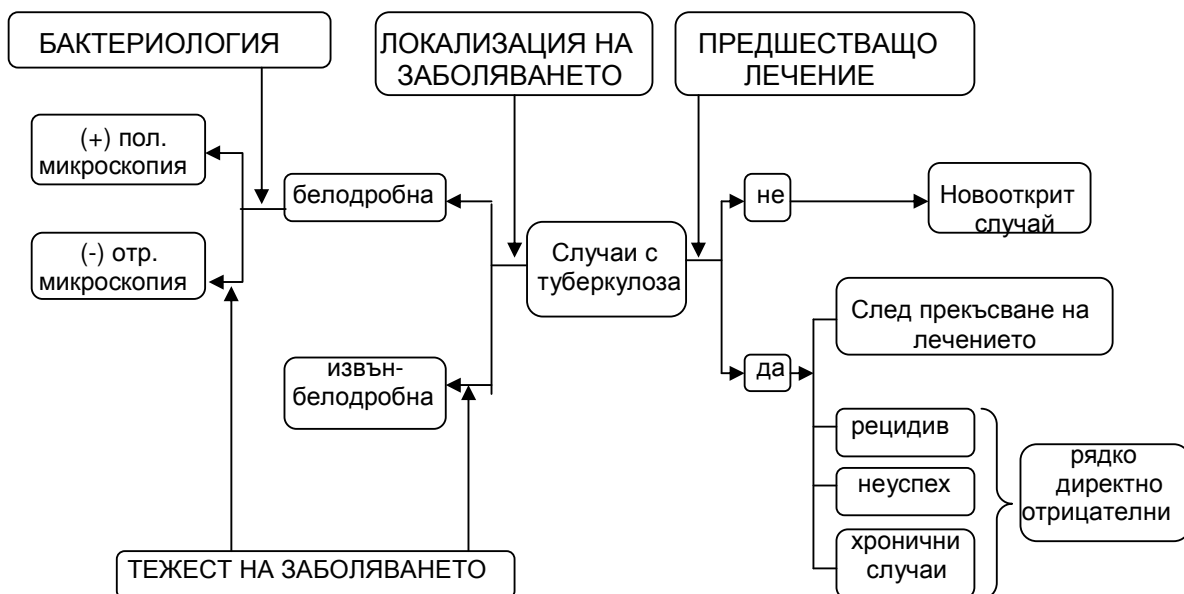 БАКТЕРИОЛОГИЯ
ЛОКАЛИЗАЦИЯ НА
ЗАБОЛЯВАНЕТО
ПРЕДШЕСТВАЩО
ЛЕЧЕНИЕ
(+) пол.
микроскопия
белодробна
(-) отр.
микроскопия
извън-
белодробна
Случаи с
туберкулоза
не
Новооткрит
случай
да
След прекъсване на
лечението
рецидив
неуспех
хронични
случаи
рядко
директно
отрицателни
ТЕЖЕСТ НА ЗАБОЛЯВАНЕТО